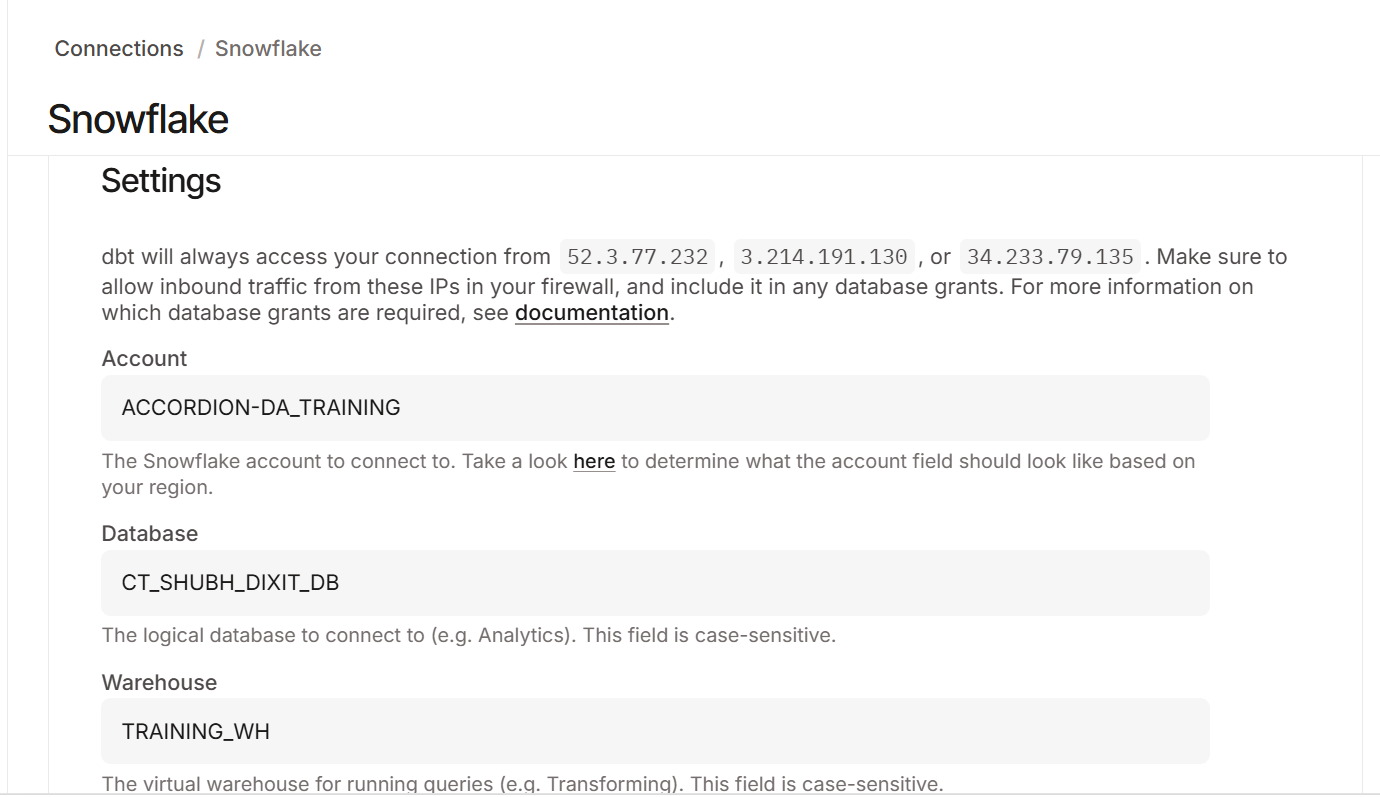 Connections / Snowflake
Snowflake
Settings
dbt will always access your connection from 52.3.77.232 , 3.214.191.130 , or 34.233.79.135 . Make sure to
allow inbound traffic from these IPs in your firewall, and include it in any database grants. For more information on
which database grants are required, see documentation.
Account
ACCORDION-DA_TRAINING
The Snowflake account to connect to. Take a look here to determine what the account field should look like based on
your region.
Database
CT_SHUBH_DIXIT_DB
The logical database to connect to (e.g. Analytics). This field is case-sensitive.
Warehouse
TRAINING_WH
The virtual warehouse for running queries (e.g. Transforming). This field is case-sensitive.